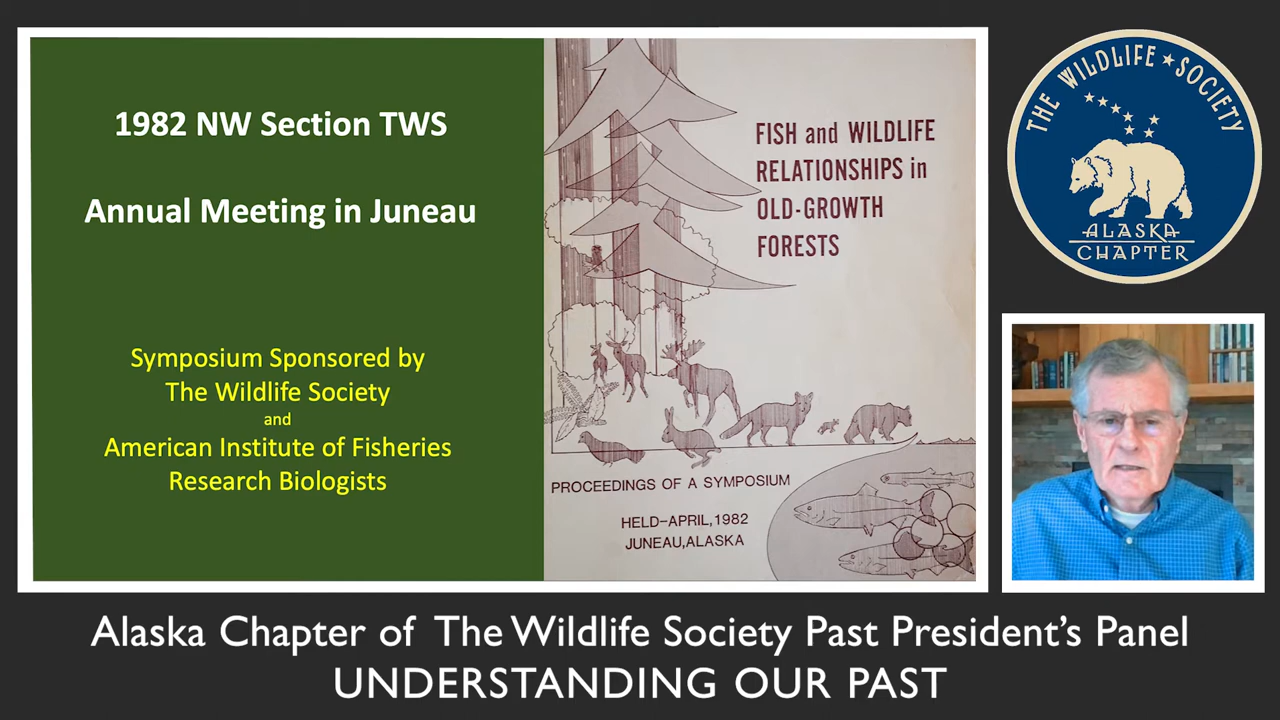 1982 NW Section TWS
Annual Meeting in Juneau
Symposium Sponsored by
The Wildlife Society
and
American Institute of Fisheries
Research Biologists
FISH and WILDLIFE
RELATIONSHIPS in
OLD-GROWTH
FORESTS
PROCEEDINGS OF A SYMPOSIUM
HELD-APRIL,1982
JUNEAU,ALASKA
THE WILDLIFE SOCIETY
ALASKA
CHAPTER
Alaska Chapter of The Wildlife Society Past President's Panel
UNDERSTANDING OUR PAST